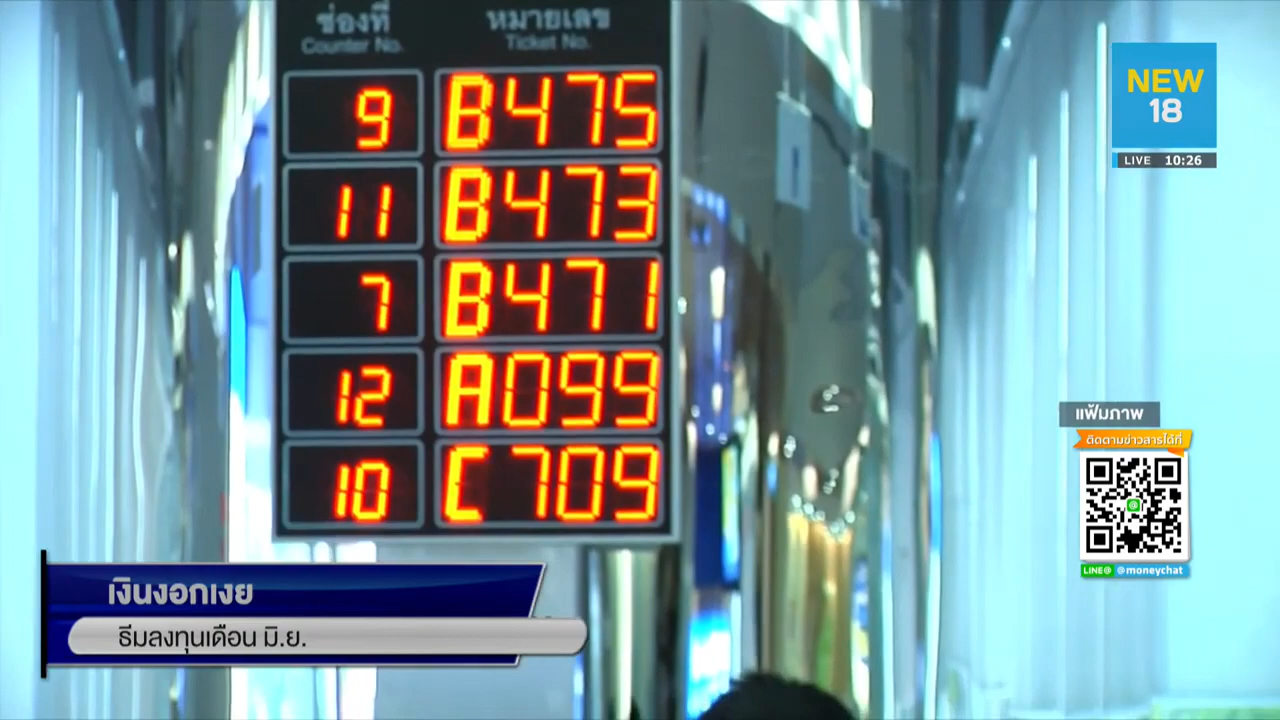 ช่องที่ หมายเลข
Counter No. Ticket No.
9 B475
11 B473
7 B471
12 A099
10 C709
NEW
18
LIVE 10:26
แฟ้มภาพ
ติดตามข่าวสารได้ที่
LINE@ @moneychat
เงินงอกเงย
ธีมลงทุนเดือน มิ.ย.